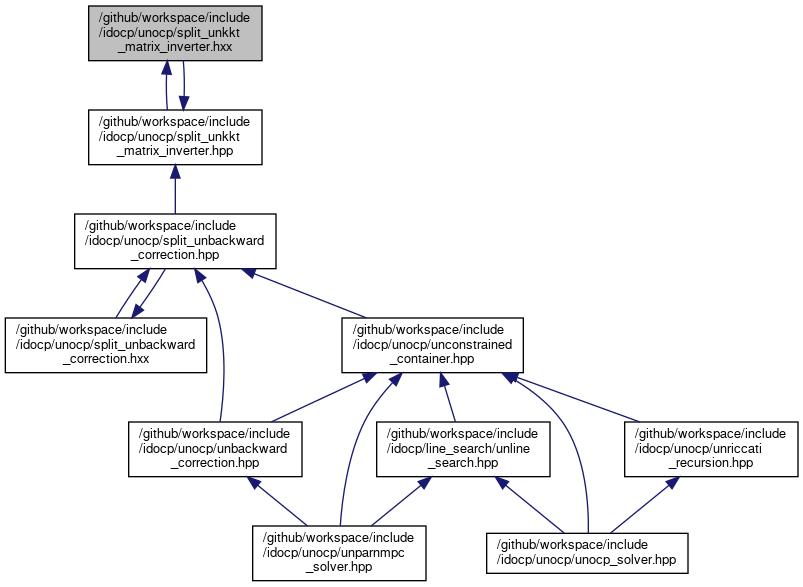 /github/workspace/include
/idocp/unocp/split_unkkt
_matrix_inverter.hxx
/github/workspace/include
/idocp/unocp/split_unkkt
_matrix_inverter.hpp
/github/workspace/include
/idocp/unocp/split_unbackward
_correction.hpp
/github/workspace/include
/idocp/unocp/split_unbackward
_correction.hxx
/github/workspace/include
/idocp/unocp/unconstrained
_container.hpp
/github/workspace/include
/idocp/unocp/unbackward
_correction.hpp
/github/workspace/include
/idocp/line_search/unline
_search.hpp
/github/workspace/include
/idocp/unocp/unriccati
_recursion.hpp
/github/workspace/include
/idocp/unocp/unparnmpc
_solver.hpp
/github/workspace/include
/idocp/unocp/unocp_solver.hpp